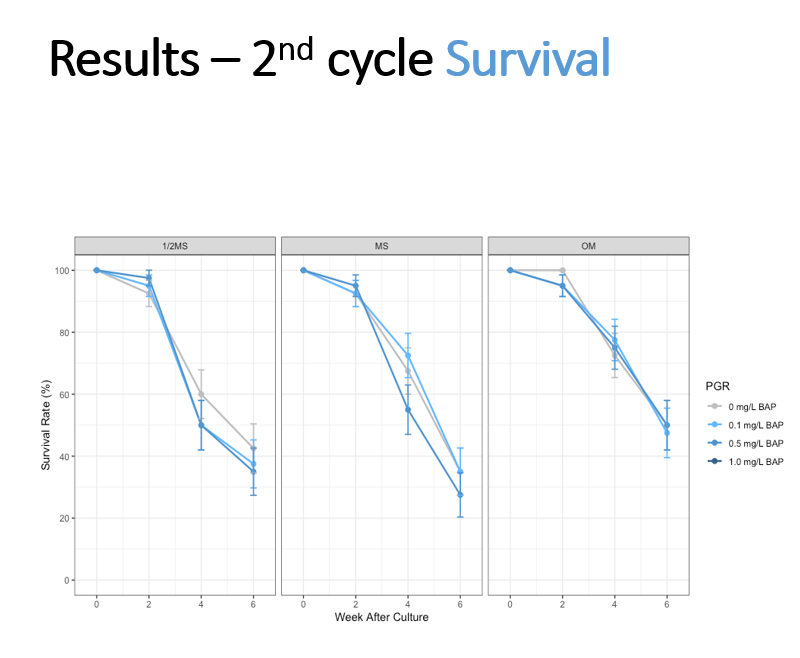 Results – 2nd cycle Survival
1/2MS MS OM
100
80
60
40
20
0
Survival Rate (%)
0 2 4 6 0 2 4 6 0 2 4 6
Week After Culture
PGR
0 mg/L BAP
0.1 mg/L BAP
0.5 mg/L BAP
1.0 mg/L BAP